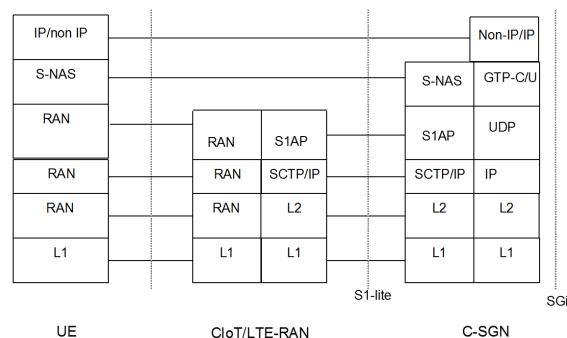 IP/non IP
Non-IP/IP
S-NAS
S-NAS
GTP-C/U
RAN
RAN
S1AP
S1AP
UDP
RAN
RAN
SCTP/IP
SCTP/IP
IP
RAN
RAN
L2
L2
L2
L1
L1
L1
L1
L1
S1-lite
SGi
UE
CIoT/LTE-RAN
C-SGN